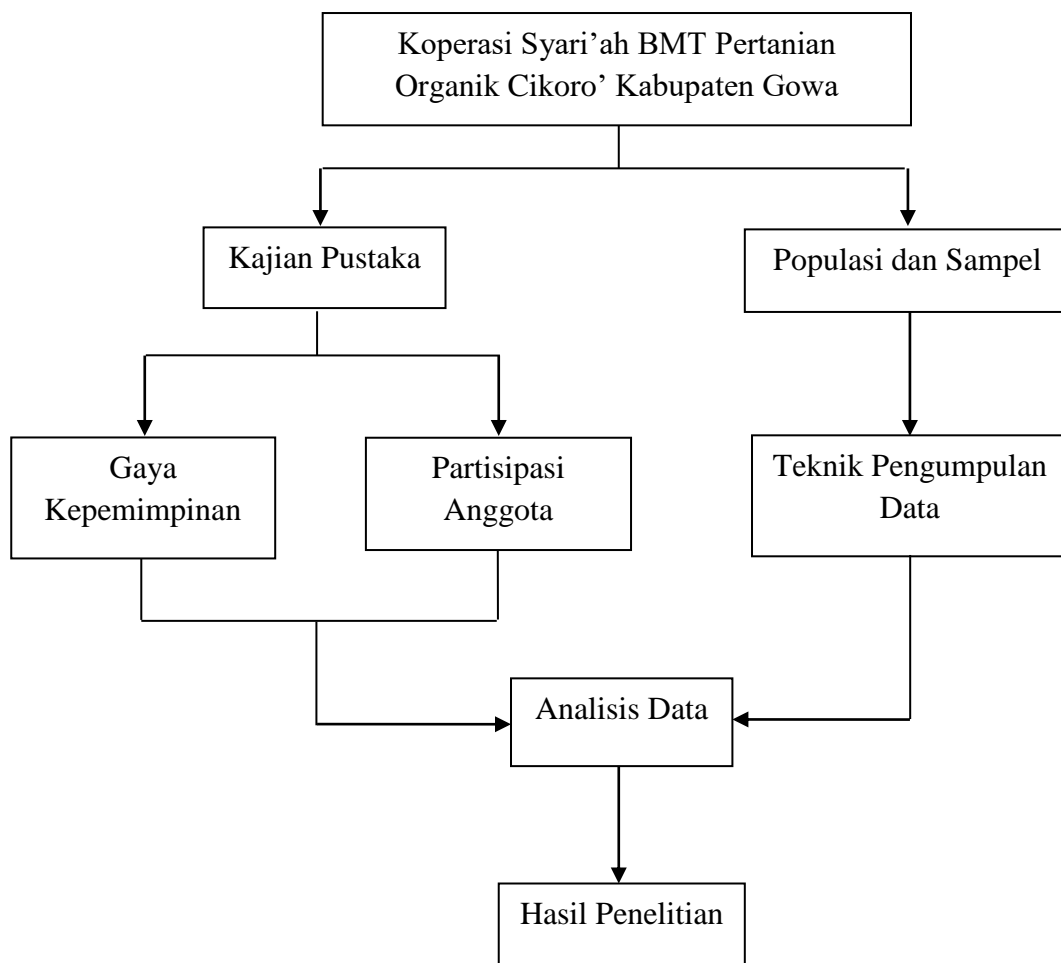 Koperasi Syari’ah BMT Pertanian
Organik Cikoro’ Kabupaten Gowa
Kajian Pustaka
Populasi dan Sampel
Gaya
Kepemimpinan
Partisipasi
Anggota
Teknik Pengumpulan
Data
Analisis Data
Hasil Penelitian